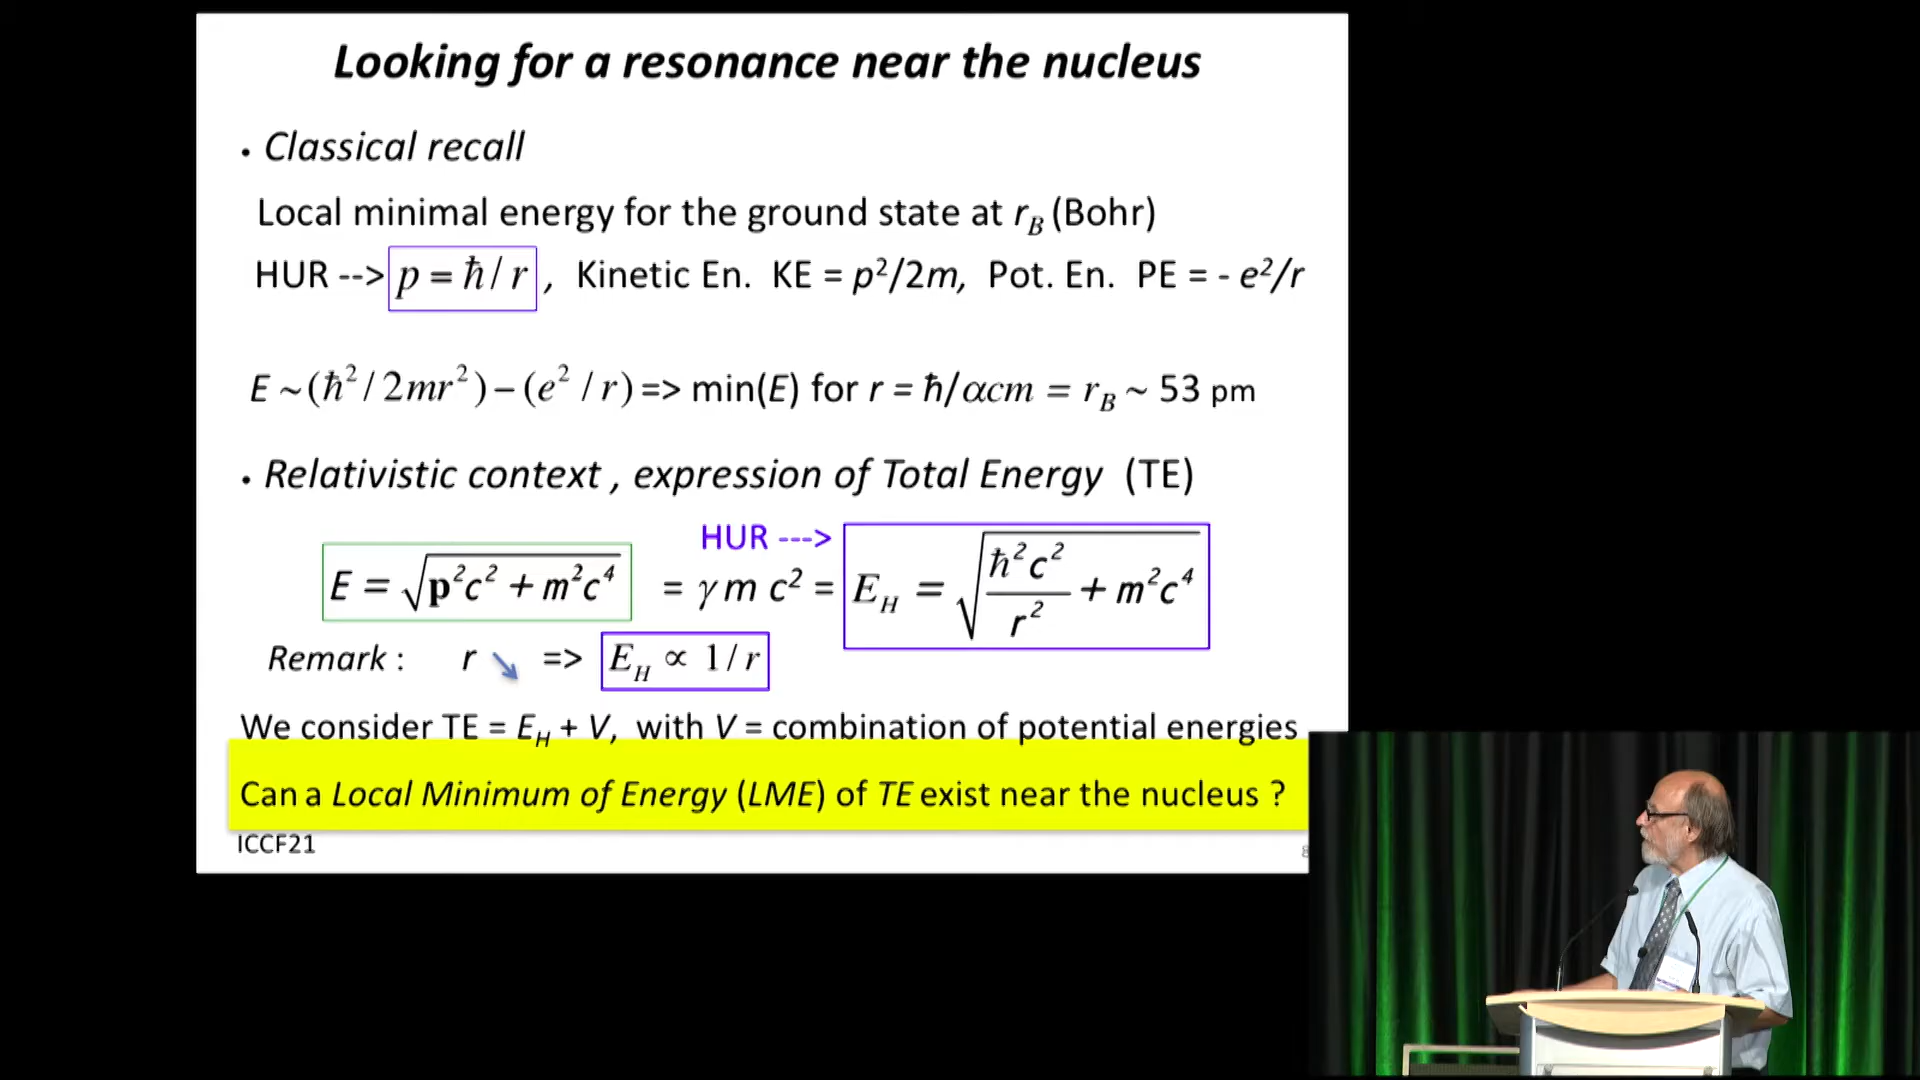 Looking for a resonance near the nucleus
• Classical recall
Local minimal energy for the ground state at r_B (Bohr)
HUR --> p = ħ/r , Kinetic En. KE = p²/2m, Pot. En. PE = - e²/r
E ~ (ħ²/2mr²) – (e²/r) => min(E) for r = ħ/αcm = r_B ~ 53 pm
• Relativistic context , expression of Total Energy (TE)
HUR --->
E = √(p²c² + m²c⁴) = γ m c² = E_H = √(ħ²c²/r² + m²c⁴)
Remark : r ↘ => E_H ∝ 1/r
We consider TE = E_H + V, with V = combination of potential energies
Can a Local Minimum of Energy (LME) of TE exist near the nucleus ?
ICCF21
8